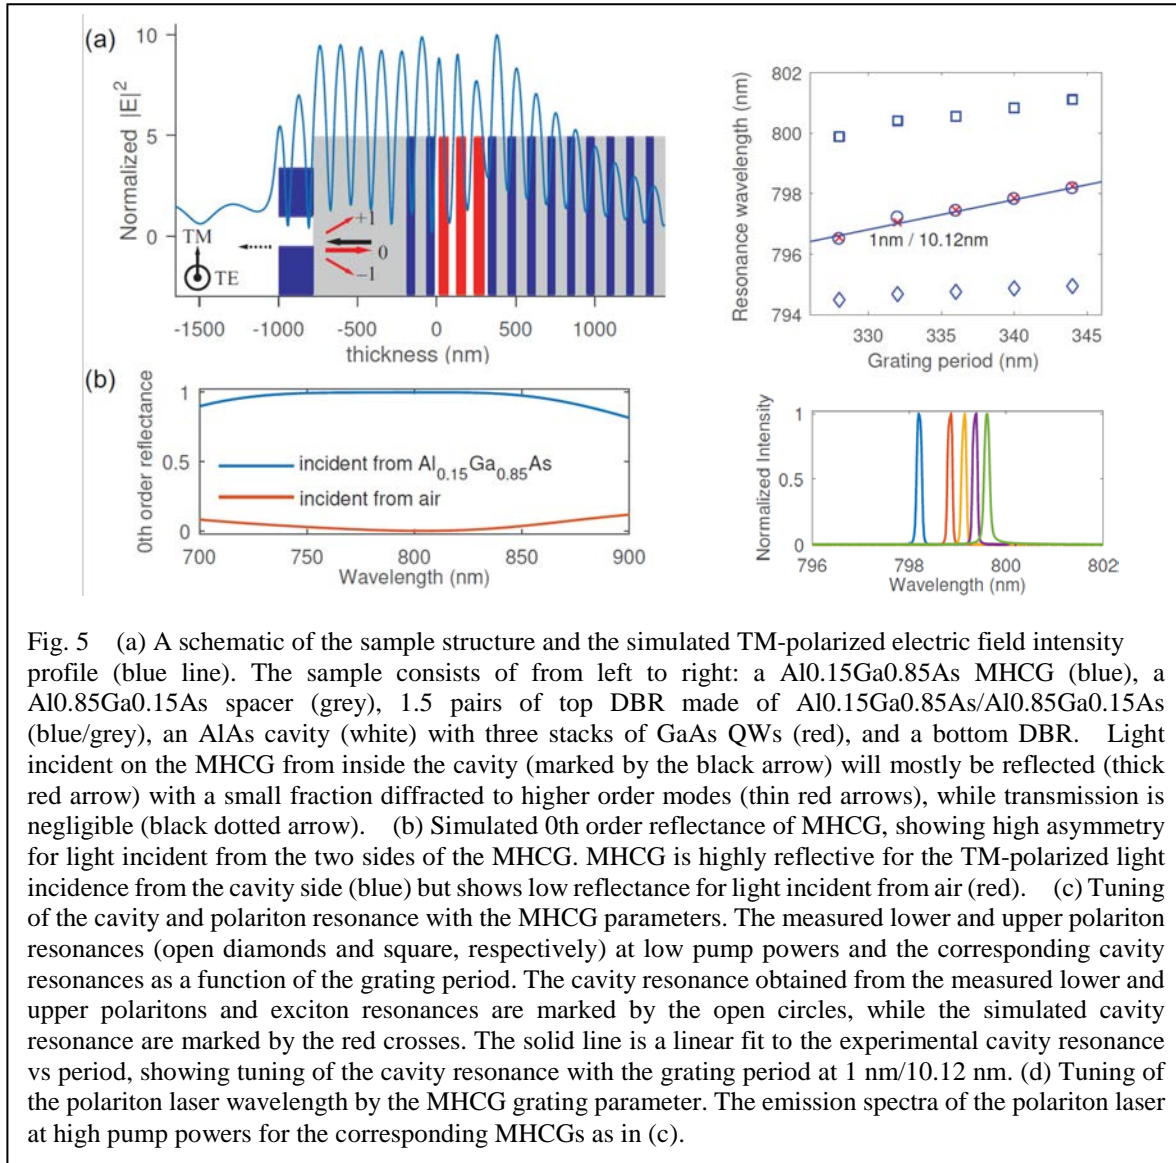 (a)
10
5
0
Normalized |E|²
TM
TE
+1
0
−1
-1500 -1000 -500 0 500 1000
thickness (nm)
802
800
798
796
794
Resonance wavelength (nm)
1nm / 10.12nm
330 335 340 345
Grating period (nm)
(b)
1
0.5
0
0th order reflectance
incident from Al0.15Ga0.85As
incident from air
700 750 800 850 900
Wavelength (nm)
1
0.5
0
Normalized Intensity
796 798 800 802
Wavelength (nm)
Fig. 5 (a) A schematic of the sample structure and the simulated TM-polarized electric field intensity
profile (blue line). The sample consists of from left to right: a Al0.15Ga0.85As MHCG (blue), a
Al0.85Ga0.15As spacer (grey), 1.5 pairs of top DBR made of Al0.15Ga0.85As/Al0.85Ga0.15As
(blue/grey), an AlAs cavity (white) with three stacks of GaAs QWs (red), and a bottom DBR. Light
incident on the MHCG from inside the cavity (marked by the black arrow) will mostly be reflected (thick
red arrow) with a small fraction diffracted to higher order modes (thin red arrows), while transmission is
negligible (black dotted arrow). (b) Simulated 0th order reflectance of MHCG, showing high asymmetry
for light incident from the two sides of the MHCG. MHCG is highly reflective for the TM-polarized light
incidence from the cavity side (blue) but shows low reflectance for light incident from air (red). (c) Tuning
of the cavity and polariton resonance with the MHCG parameters. The measured lower and upper polariton
resonances (open diamonds and square, respectively) at low pump powers and the corresponding cavity
resonances as a function of the grating period. The cavity resonance obtained from the measured lower and
upper polaritons and exciton resonances are marked by the open circles, while the simulated cavity
resonance are marked by the red crosses. The solid line is a linear fit to the experimental cavity resonance
vs period, showing tuning of the cavity resonance with the grating period at 1 nm/10.12 nm. (d) Tuning of
the polariton laser wavelength by the MHCG grating parameter. The emission spectra of the polariton laser
at high pump powers for the corresponding MHCGs as in (c).